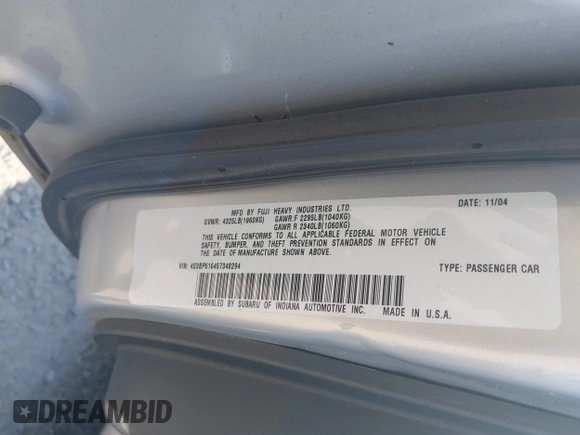 MFD BY FUJI HEAVY INDUSTRIES LTD.
DATE: 11/04
GVWR: 4325LB(1960KG) GAWR:F 2295LB(1040KG)
GAWR R 2340LB(1060KG)
THIS VEHICLE CONFORMS TO ALL APPLICABLE FEDERAL MOTOR VEHICLE
SAFETY, BUMPER, AND THEFT PREVENTION STANDARDS IN EFFECT ON
THE DATE OF MANUFACTURE SHOWN ABOVE.
VIN: 4S3BP616457348294
TYPE: PASSENGER CAR
ASSEMBLED BY SUBARU OF INDIANA AUTOMOTIVE INC.
MADE IN U.S.A.
DREAMBID